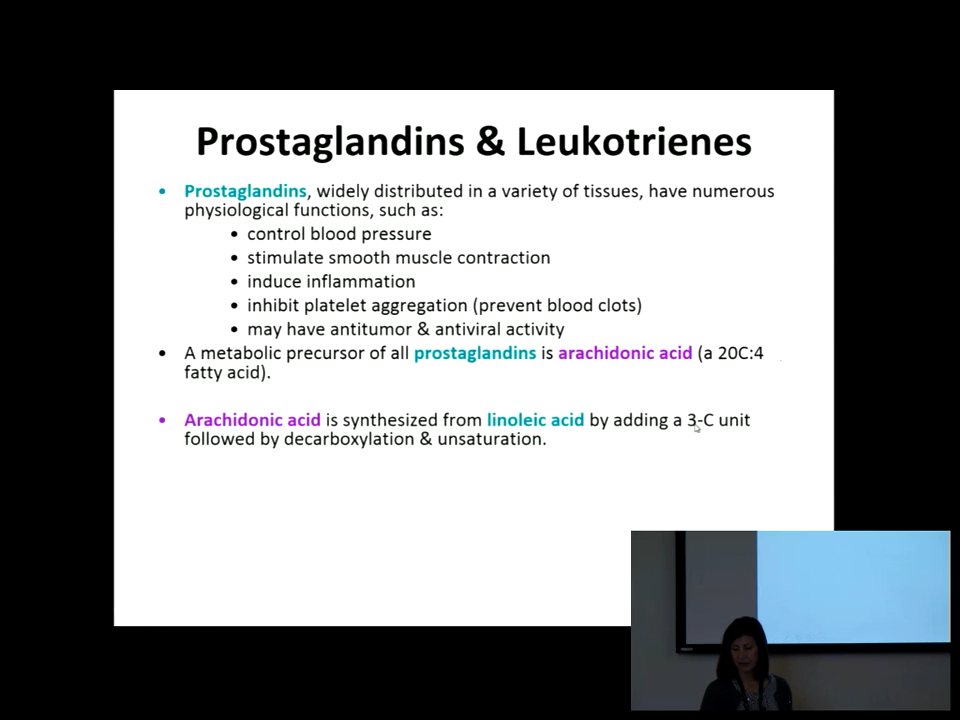 Prostaglandins & Leukotrienes
• Prostaglandins, widely distributed in a variety of tissues, have numerous
physiological functions, such as:
• control blood pressure
• stimulate smooth muscle contraction
• induce inflammation
• inhibit platelet aggregation (prevent blood clots)
• may have antitumor & antiviral activity
• A metabolic precursor of all prostaglandins is arachidonic acid (a 20C:4
fatty acid).
• Arachidonic acid is synthesized from linoleic acid by adding a 3-C unit
followed by decarboxylation & unsaturation.